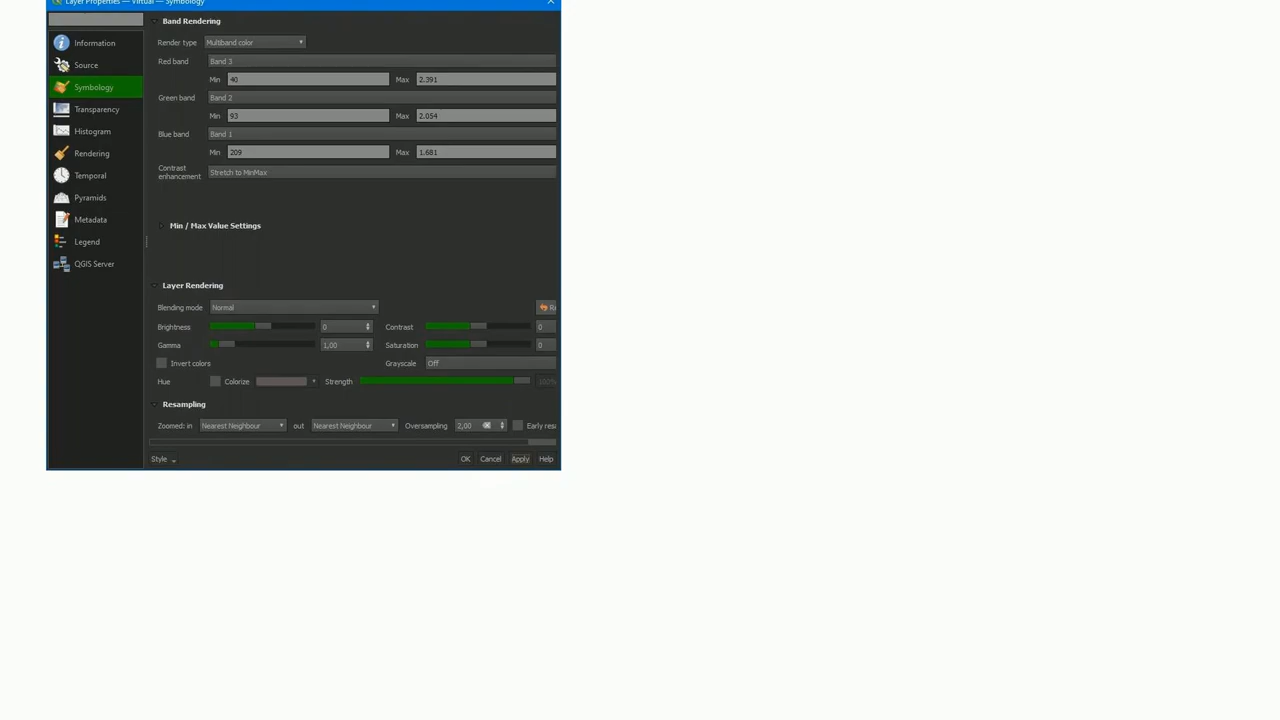 Layer Properties — Virtual — Symbology
Information
Source
Symbology
Transparency
Histogram
Rendering
Temporal
Pyramids
Metadata
Legend
QGIS Server
Band Rendering
Render type Multiband color
Red band Band 3
Min 40 Max 2.391
Green band Band 2
Min 93 Max 2.054
Blue band Band 1
Min 209 Max 1.681
Contrast
enhancement Stretch to MinMax
Min / Max Value Settings
Layer Rendering
Blending mode Normal
Brightness 0 Contrast 0
Gamma 1,00 Saturation 0
Invert colors Grayscale Off
Hue Colorize Strength 100%
Resampling
Zoomed: in Nearest Neighbour out Nearest Neighbour Oversampling 2,00 Early
Style OK Cancel Apply Help